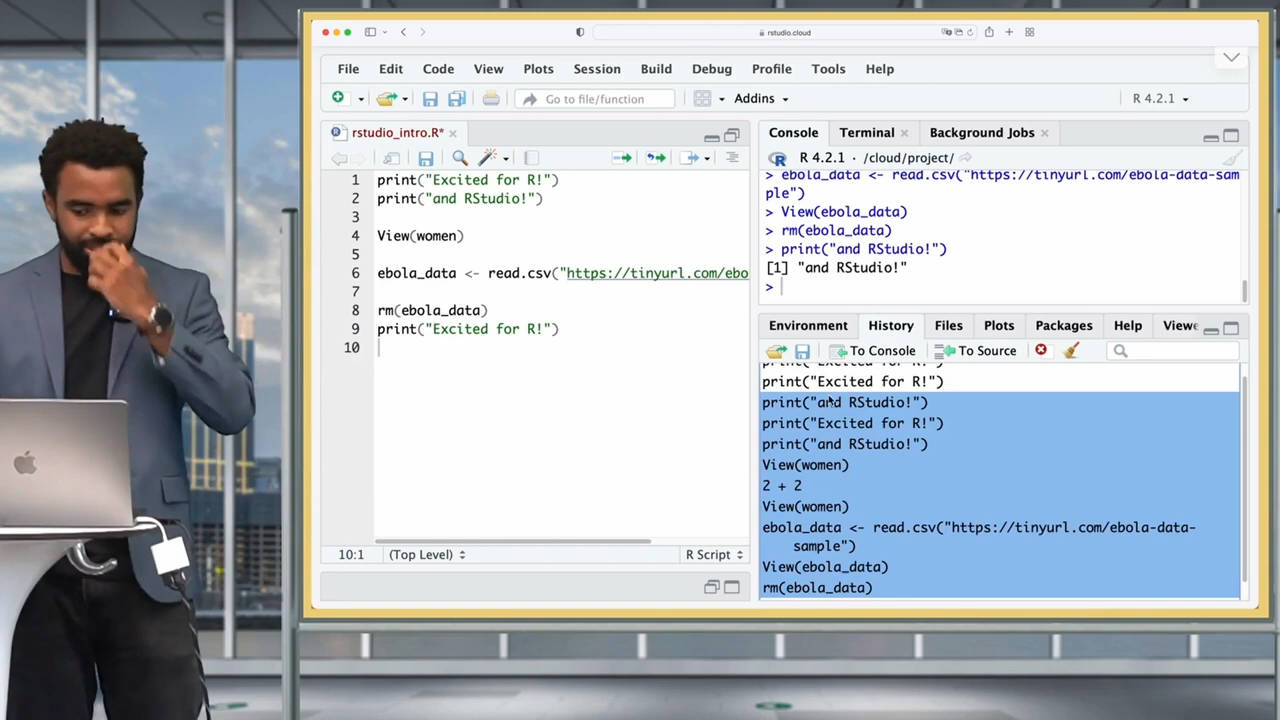 rstudio.cloud
File Edit Code View Plots Session Build Debug Profile Tools Help
Go to file/function Addins R 4.2.1
rstudio_intro.R*
1 print("Excited for R!")
2 print("and RStudio!")
3
4 View(women)
5
6 ebola_data <- read.csv("https://tinyurl.com/ebo
7
8 rm(ebola_data)
9 print("Excited for R!")
10
10:1 (Top Level) R Script
Console Terminal Background Jobs
R 4.2.1 · /cloud/project/
> ebola_data <- read.csv("https://tinyurl.com/ebola-data-sam
ple")
> View(ebola_data)
> rm(ebola_data)
> print("and RStudio!")
[1] "and RStudio!"
>
Environment History Files Plots Packages Help Viewe
To Console To Source
print("Excited for R!")
print("Excited for R!")
print("and RStudio!")
print("Excited for R!")
print("and RStudio!")
View(women)
2 + 2
View(women)
ebola_data <- read.csv("https://tinyurl.com/ebola-data-
sample")
View(ebola_data)
rm(ebola_data)